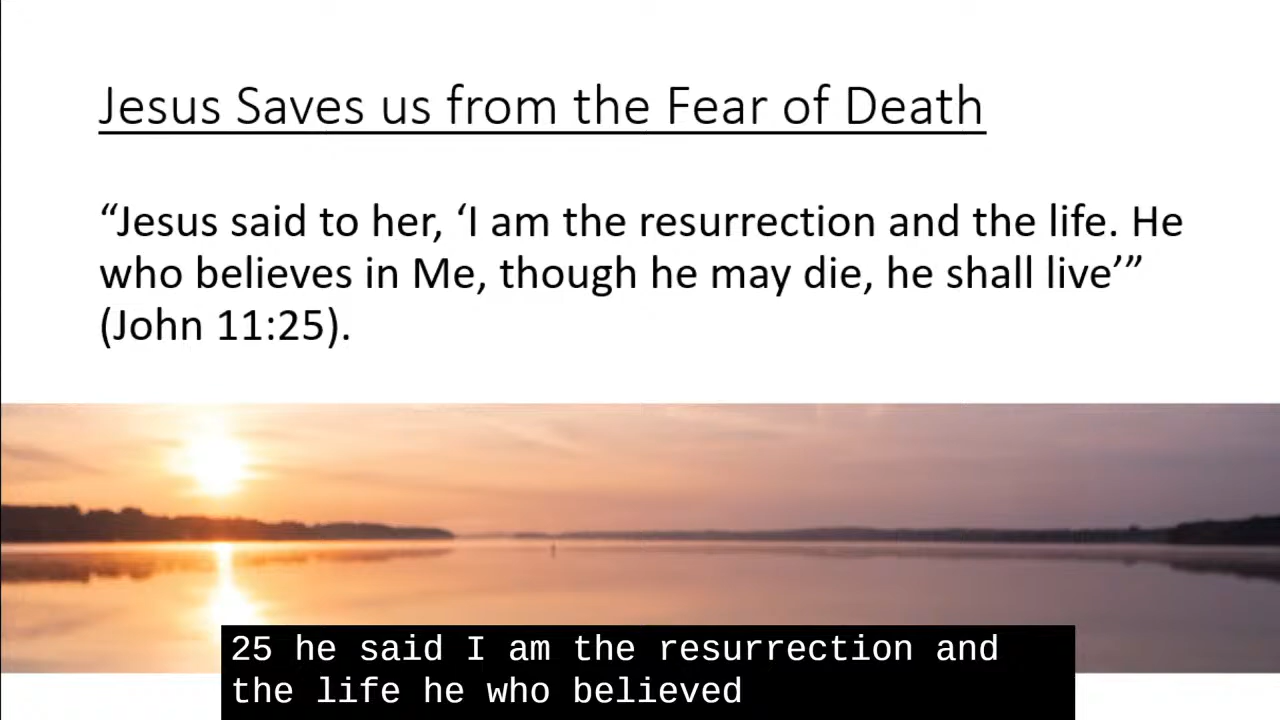 Jesus Saves us from the Fear of Death
“Jesus said to her, ‘I am the resurrection and the life. He
who believes in Me, though he may die, he shall live’”
(John 11:25).
25 he said I am the resurrection and
the life he who believed